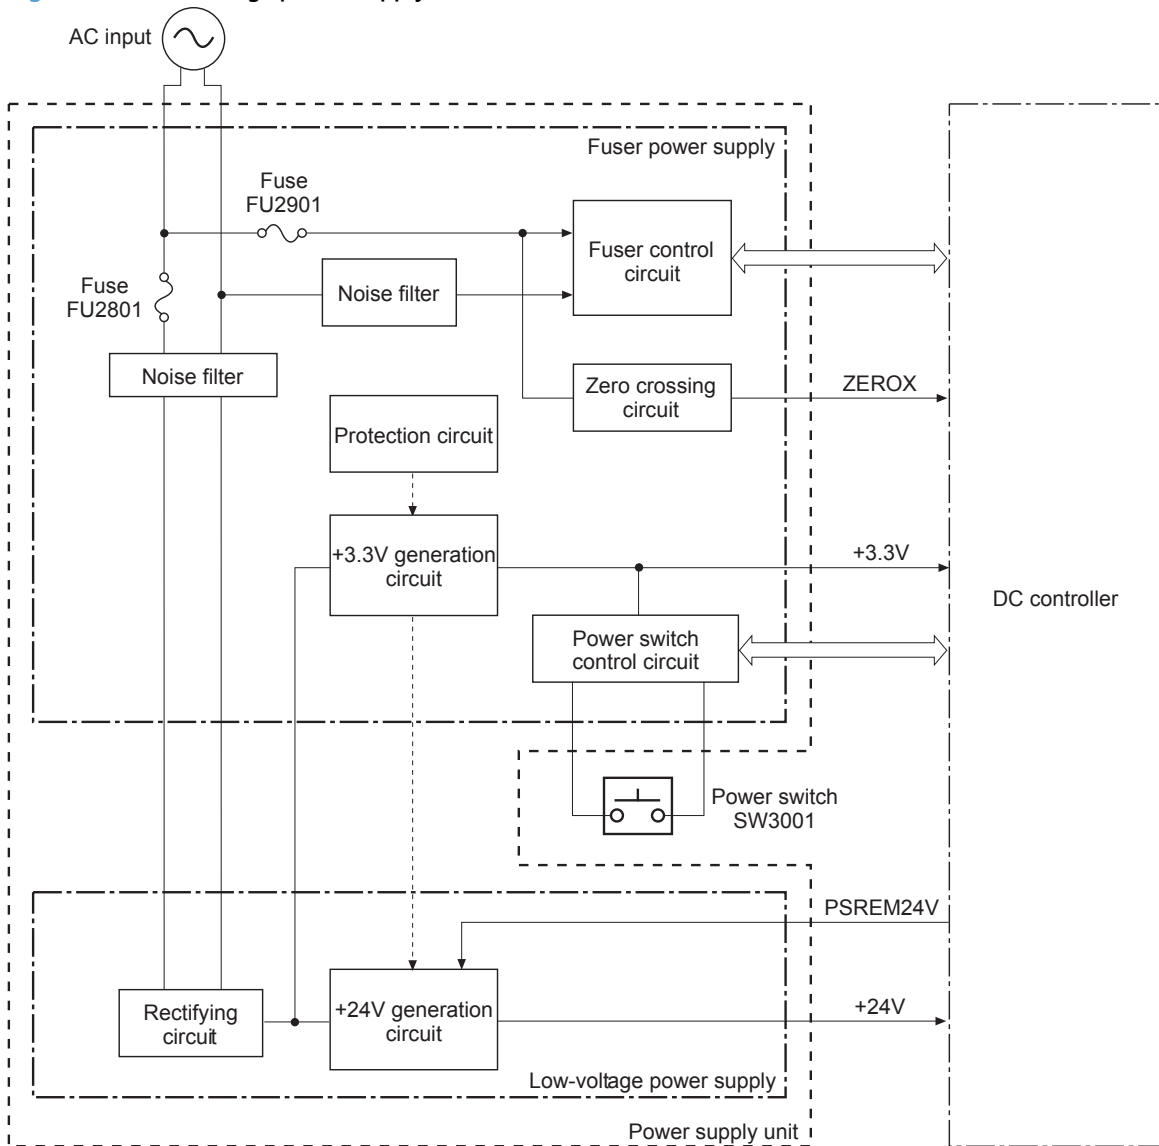 AC input
Fuser power supply
Fuse
FU2901
Fuser control
circuit
Fuse
FU2801
Noise filter
Noise filter
Zero crossing
circuit
ZEROX
Protection circuit
+3.3V generation
circuit
+3.3V
DC controller
Power switch
control circuit
Power switch
SW3001
PSREM24V
Rectifying
circuit
+24V generation
circuit
+24V
Low-voltage power supply
Power supply unit